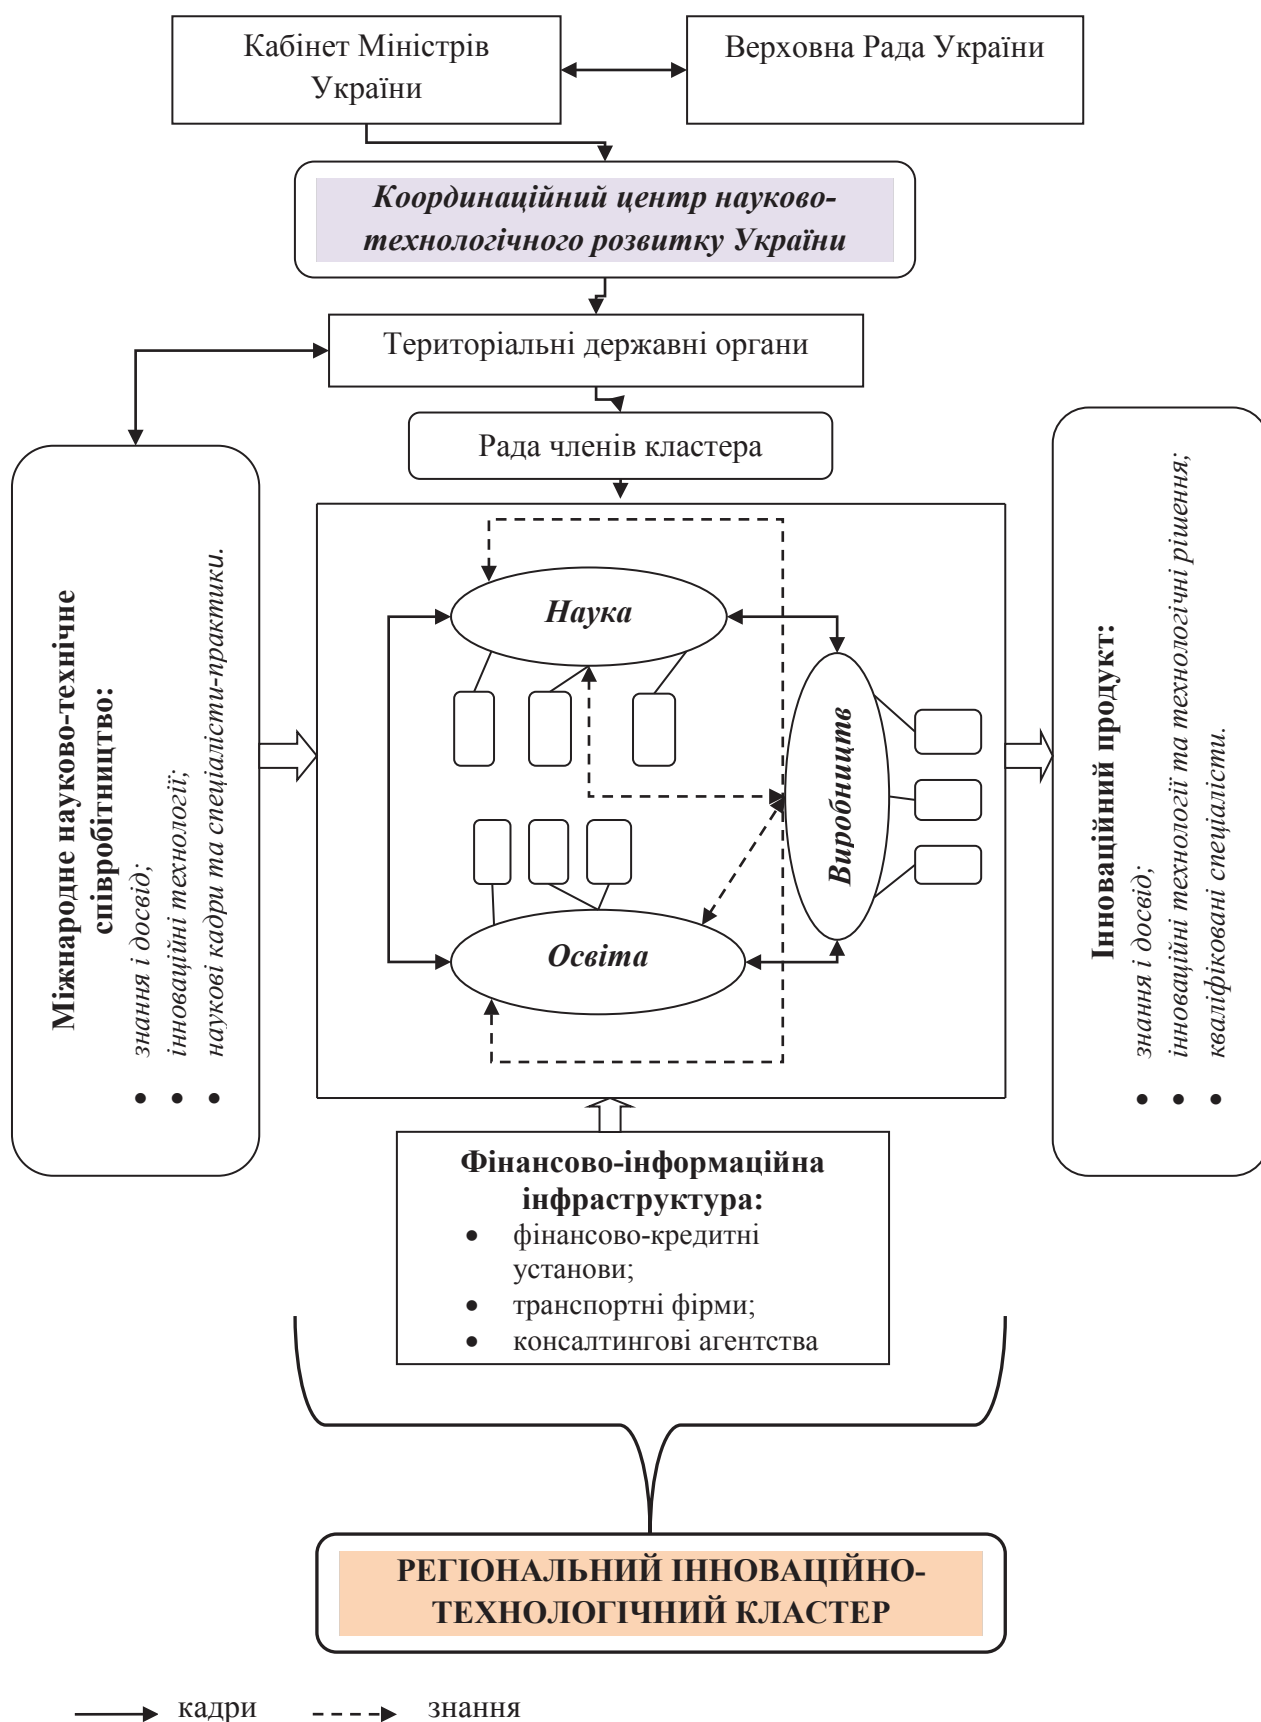 Кабінет Міністрів
України
Верховна Рада України
Координаційний центр науково-
технологічного розвитку України
Територіальні державні органи
Рада членів кластера
Міжнародне науково-технічне
співробітництво:
• знання і досвід;
• інноваційні технології;
• наукові кадри та спеціалісти-практики.
Наука
Виробництв
Освіта
Інноваційний продукт:
• знання і досвід;
• інноваційні технології та технологічні рішення;
• кваліфіковані спеціалісти.
Фінансово-інформаційна
інфраструктура:
• фінансово-кредитні
установи;
• транспортні фірми;
• консалтингові агентства
РЕГІОНАЛЬНИЙ ІННОВАЦІЙНО-
ТЕХНОЛОГІЧНИЙ КЛАСТЕР
кадри
знання